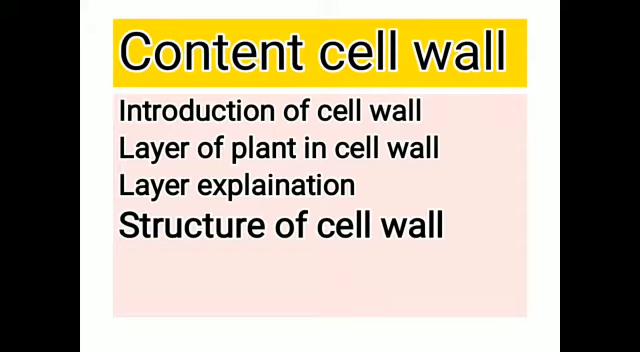 Content cell wall
Introduction of cell wall
Layer of plant in cell wall
Layer explaination
Structure of cell wall